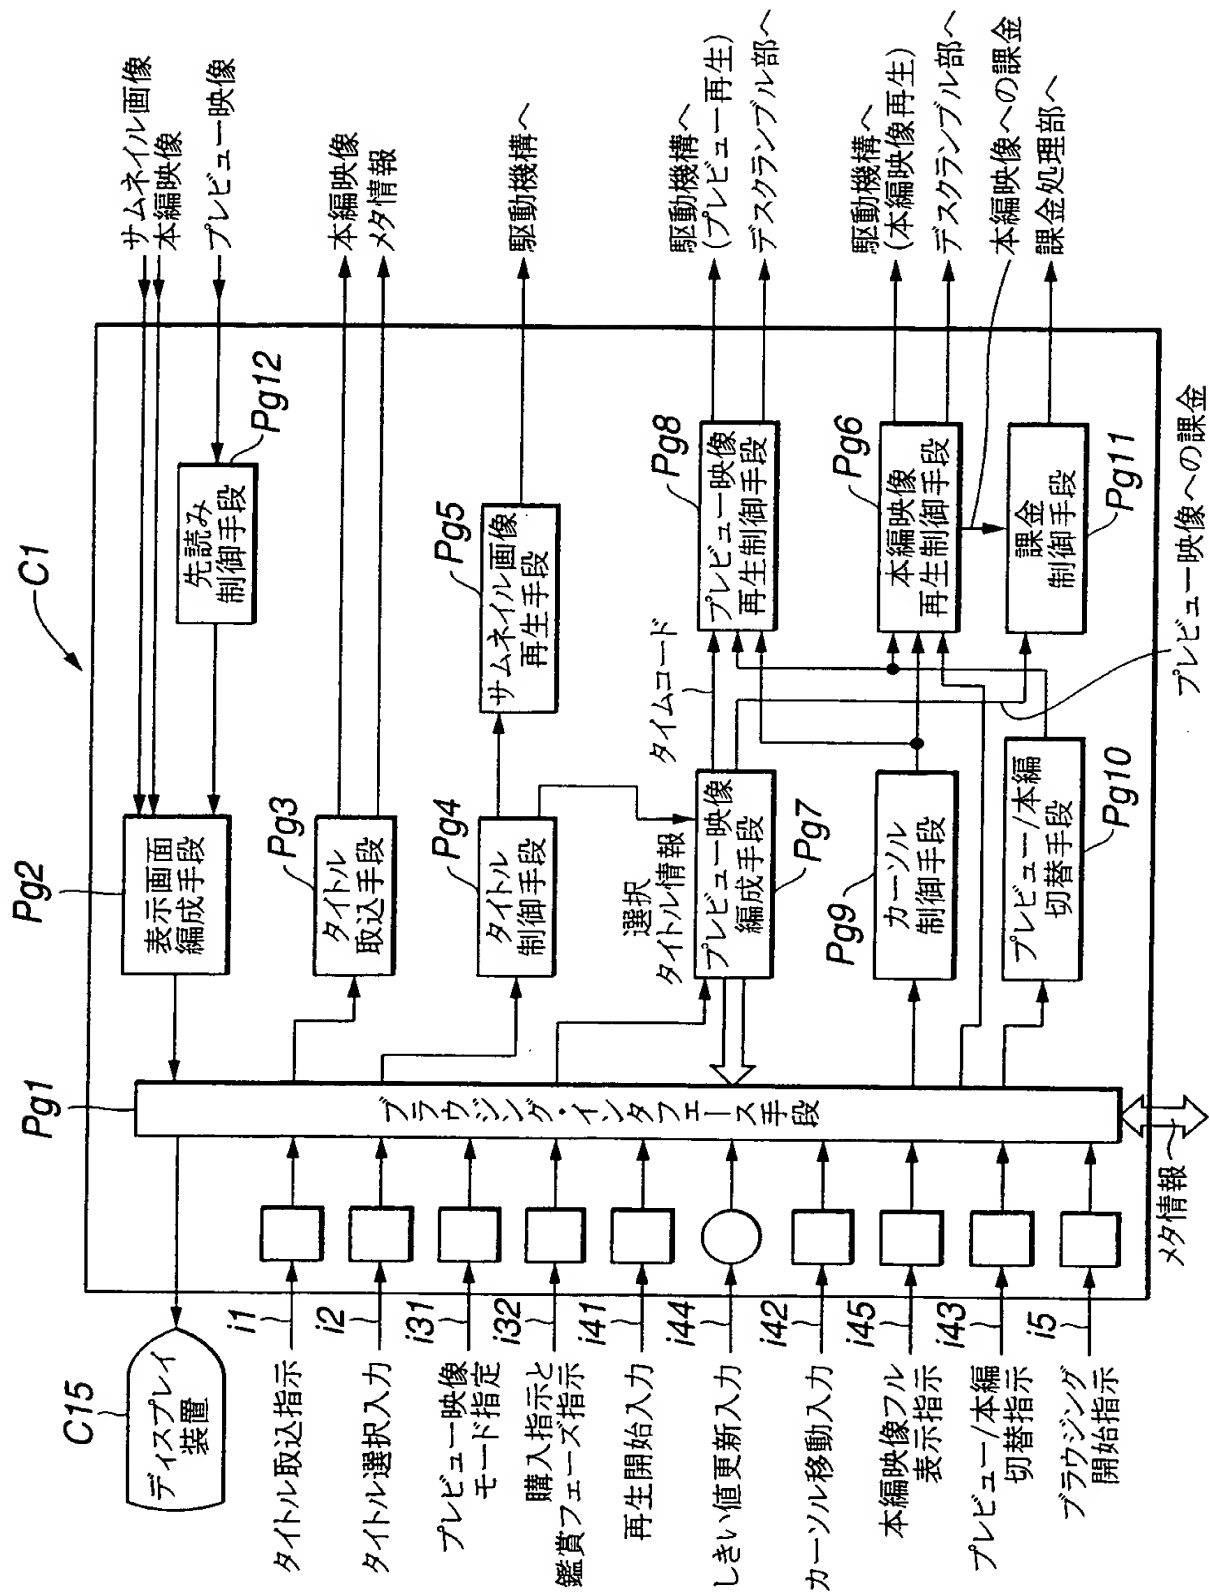 C1
C15
ディスプレイ
装置
Pg1
Pg2
表示画面
編成手段
先読み
制御手段
Pg12
サムネイル画像
本編映像
プレビュー映像
i1
タイトル取込指示
i2
タイトル選択入力
i31
プレビュー映像
モード指定
i32
購入指示と
鑑賞フェーズ指示
i41
再生開始入力
i44
しきい値更新入力
i42
カーソル移動入力
i45
本編映像フル
表示指示
i43
プレビュー/本編
切替指示
i5
ブラウジング
開始指示
ブラウジング・インタフェース手段
メタ情報
Pg3
タイトル
取込手段
本編映像
メタ情報
Pg4
タイトル
制御手段
Pg5
サムネイル画像
再生手段
駆動機構へ
選択
タイトル情報
プレビュー映像
編成手段
Pg7
タイムコード
Pg8
プレビュー映像
再生制御手段
駆動機構へ
(プレビュー再生)
デスクランブル部へ
Pg9
カーソル
制御手段
Pg6
本編映像
再生制御手段
駆動機構へ
(本編映像再生)
デスクランブル部へ
本編映像への課金
プレビュー/本編
切替手段
Pg10
課金
制御手段
Pg11
課金処理部へ
プレビュー映像への課金